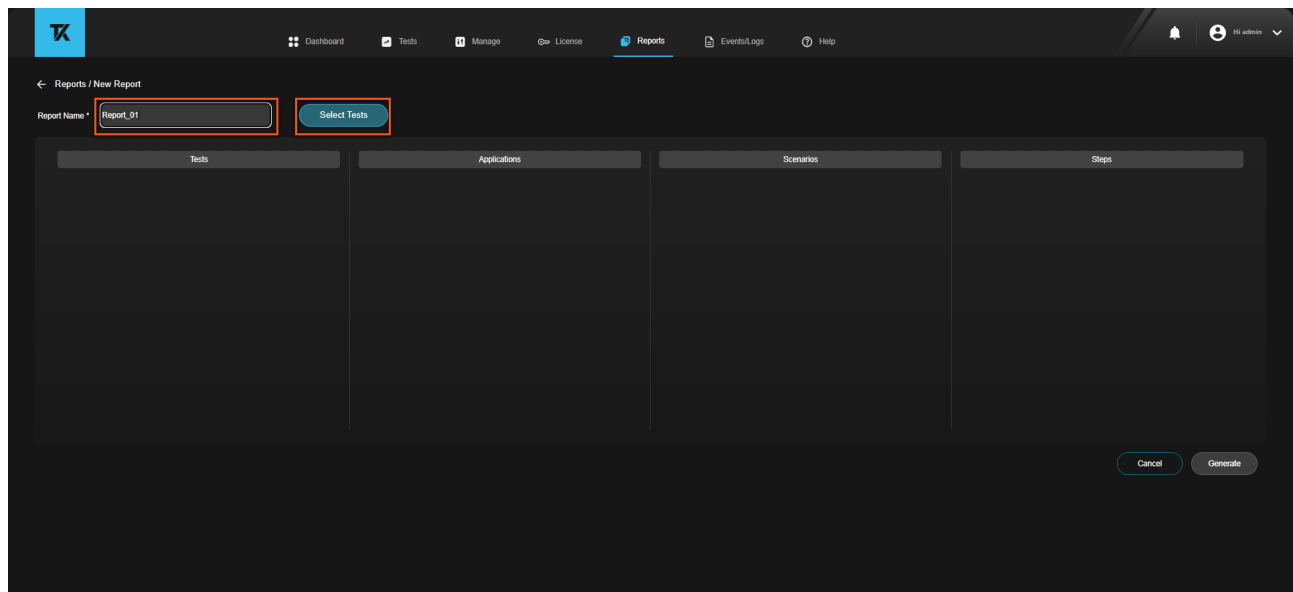 TK
Dashboard Tests Manage License Reports Events/Logs Help Hi admin
Reports / New Report
Report Name * Report_01 Select Tests
Tests Applications Scenarios Steps
Cancel Generate